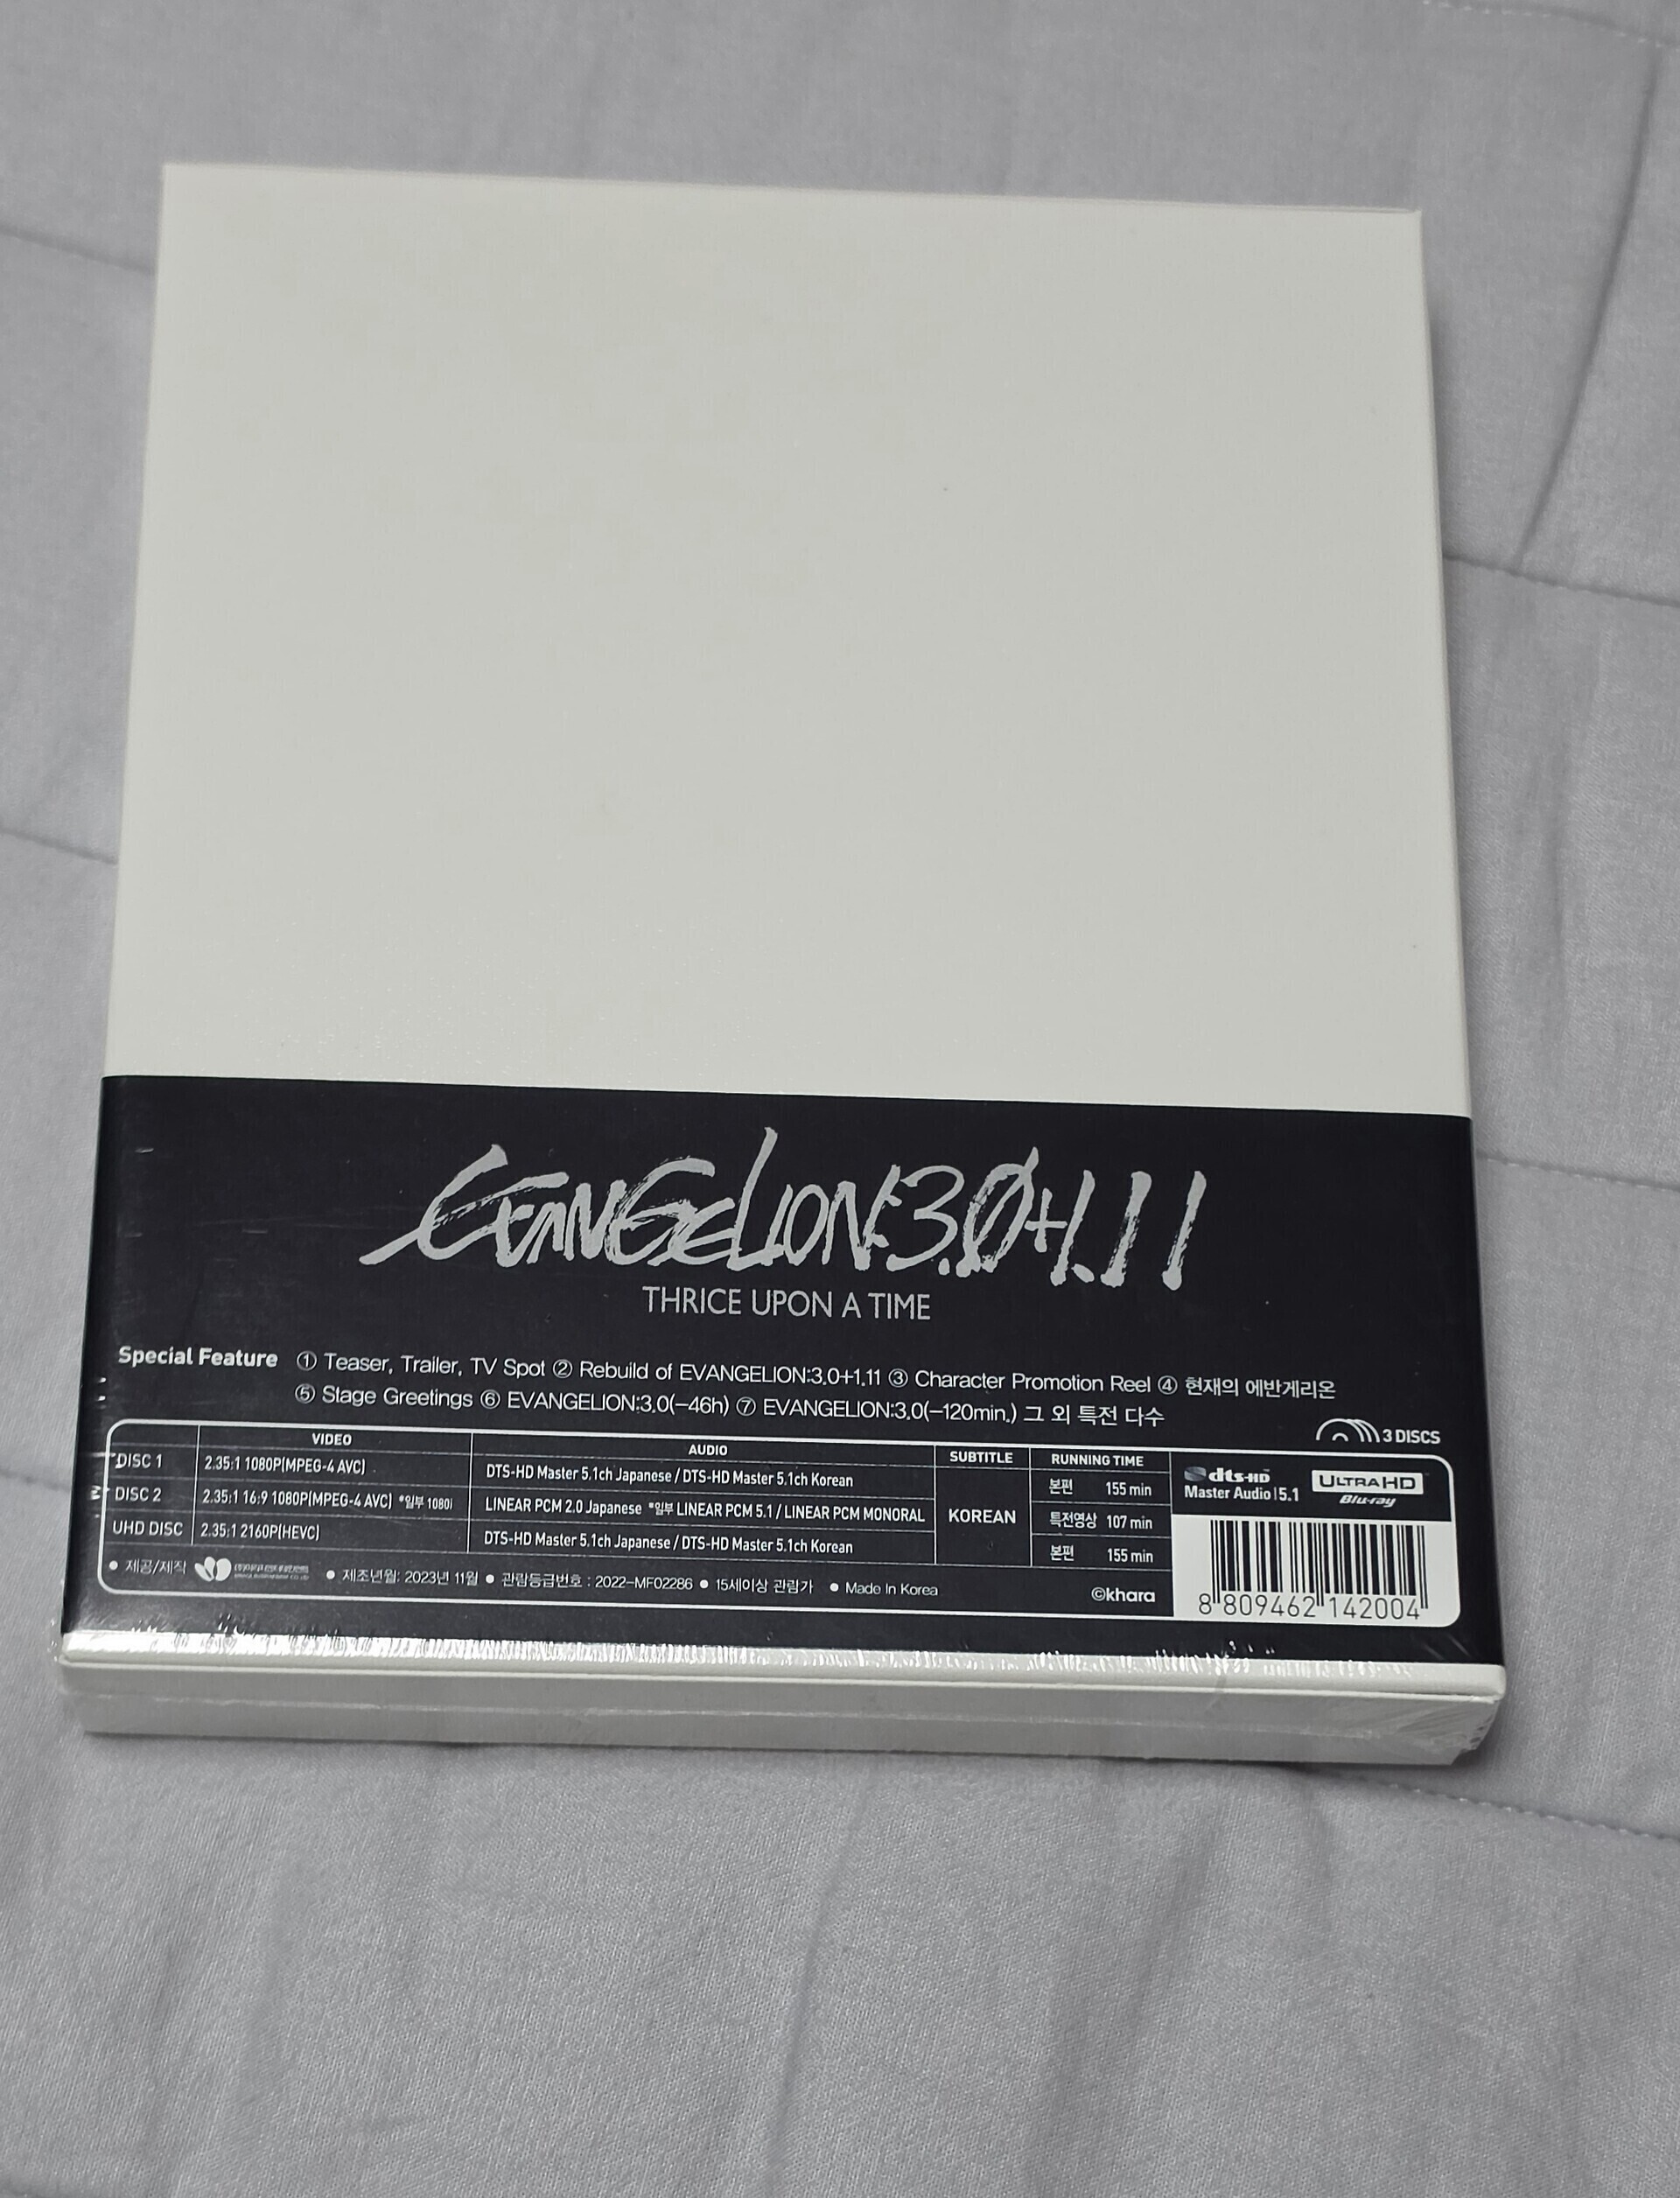 EVANGELION:3.0+1.11
THRICE UPON A TIME
Special Feature ① Teaser, Trailer, TV Spot ② Rebuild of EVANGELION:3.0+1.11 ③ Character Promotion Reel ④ 현재의 에반게리온
⑤ Stage Greetings ⑥ EVANGELION:3.0(-46h) ⑦ EVANGELION:3.0(-120min.) 그 외 특전 다수
3 DISCS
VIDEO AUDIO SUBTITLE RUNNING TIME
DISC 1 2.35:1 1080P(MPEG-4 AVC) DTS-HD Master 5.1ch Japanese / DTS-HD Master 5.1ch Korean 본편 155 min
DISC 2 2.35:1 16:9 1080P(MPEG-4 AVC) *일부 1080i LINEAR PCM 2.0 Japanese *일부 LINEAR PCM 5.1 / LINEAR PCM MONORAL KOREAN 특전영상 107 min
UHD DISC 2.35:1 2160P(HEVC) DTS-HD Master 5.1ch Japanese / DTS-HD Master 5.1ch Korean 본편 155 min
dts-HD
Master Audio | 5.1
ULTRA HD
Blu-ray
● 제공/제작 ● 제조년월: 2023년 11월 ● 관람등급번호 : 2022-MF02286 ● 15세이상 관람가 ● Made In Korea ©khara
8 809462 142004